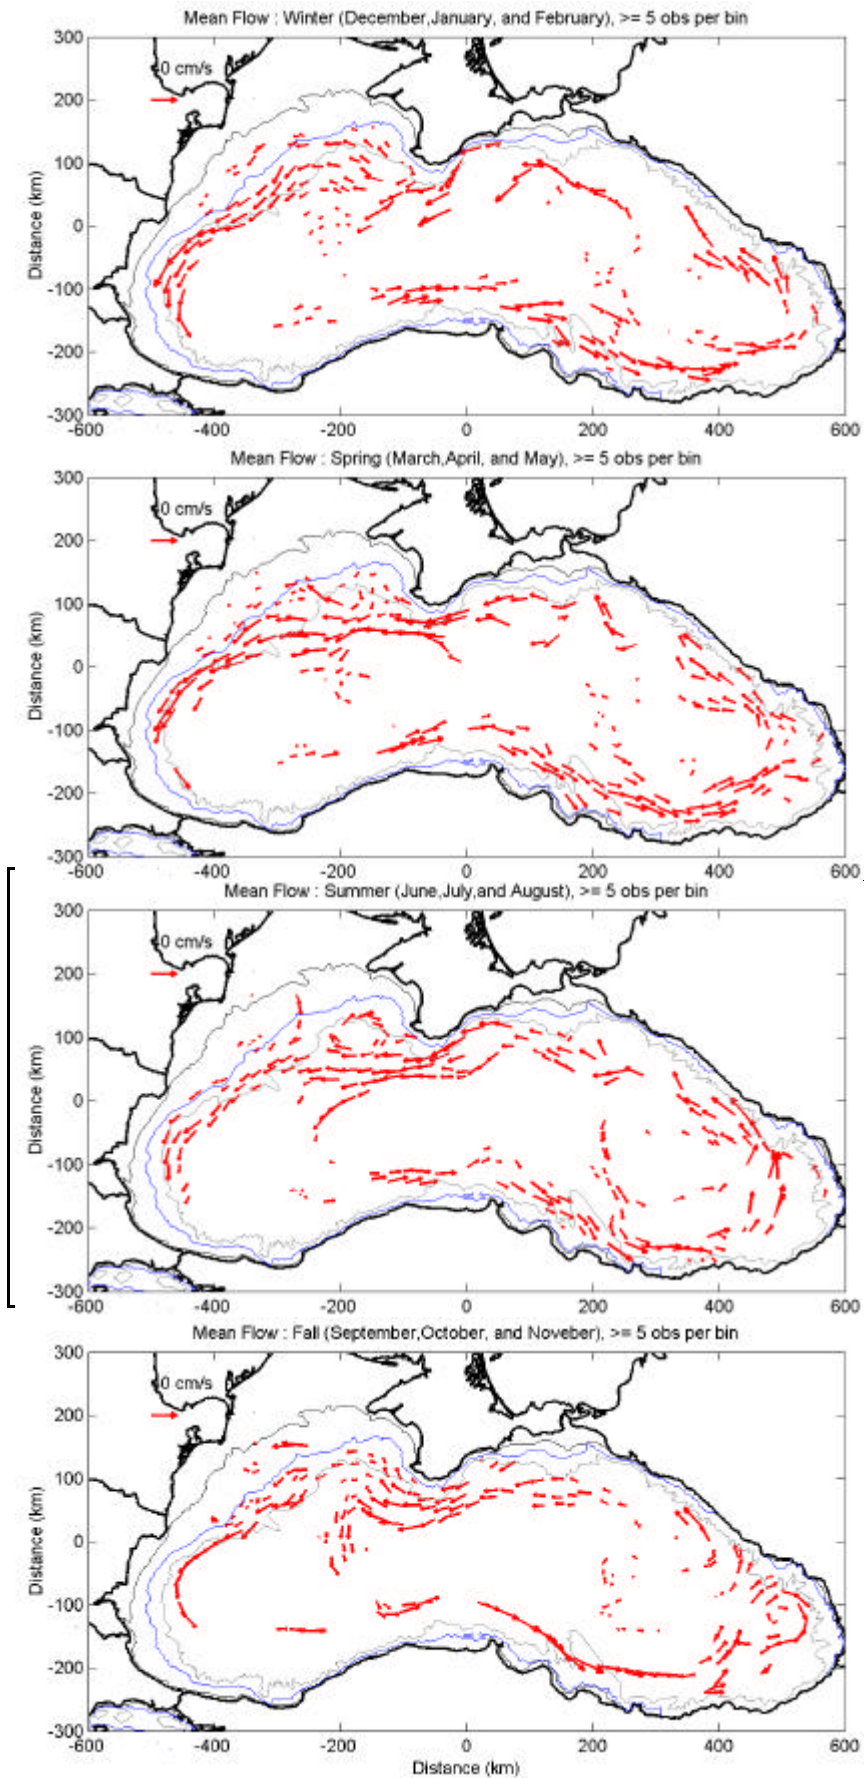 Mean Flow : Winter (December,January, and February), >= 5 obs per bin
300
0 cm/s
200
100
0
-100
-200
-300
Distance (km)
-600 -400 -200 0 200 400 600
Mean Flow : Spring (March,April, and May), >= 5 obs per bin
300
0 cm/s
200
100
0
-100
-200
-300
Distance (km)
-600 -400 -200 0 200 400 600
Mean Flow : Summer (June,July,and August), >= 5 obs per bin
300
0 cm/s
200
100
0
-100
-200
-300
Distance (km)
-600 -400 -200 0 200 400 600
Mean Flow : Fall (September,October, and Noveber), >= 5 obs per bin
300
0 cm/s
200
100
0
-100
-200
-300
Distance (km)
-600 -400 -200 0 200 400 600
Distance (km)